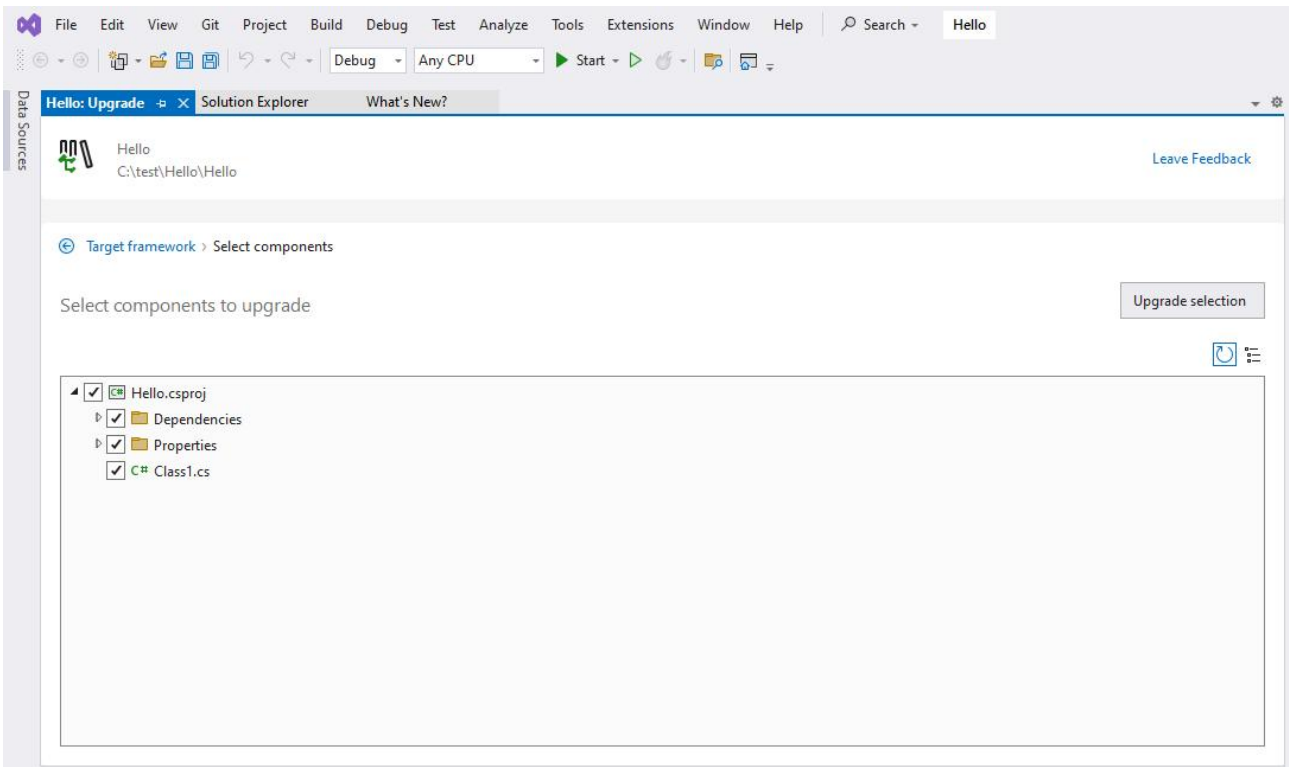 File Edit View Git Project Build Debug Test Analyze Tools Extensions Window Help Search Hello
Debug Any CPU Start
Data Sources
Hello: Upgrade Solution Explorer What's New?
Hello
C:\test\Hello\Hello
Leave Feedback
Target framework › Select components
Select components to upgrade
Upgrade selection
C# Hello.csproj
Dependencies
Properties
C# Class1.cs